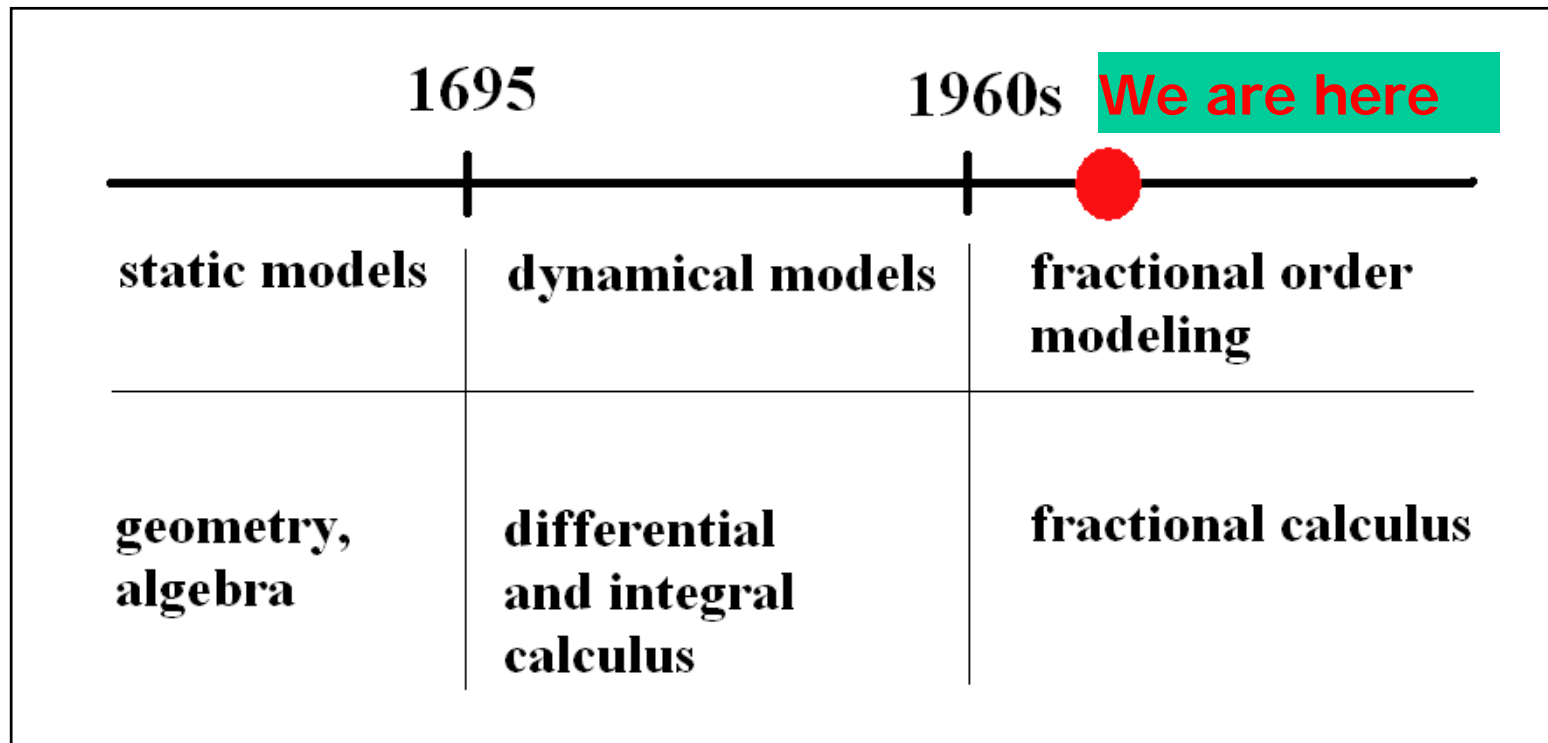 1695
1960s
We are here
static models
dynamical models
fractional order
modeling
geometry,
algebra
differential
and integral
calculus
fractional calculus